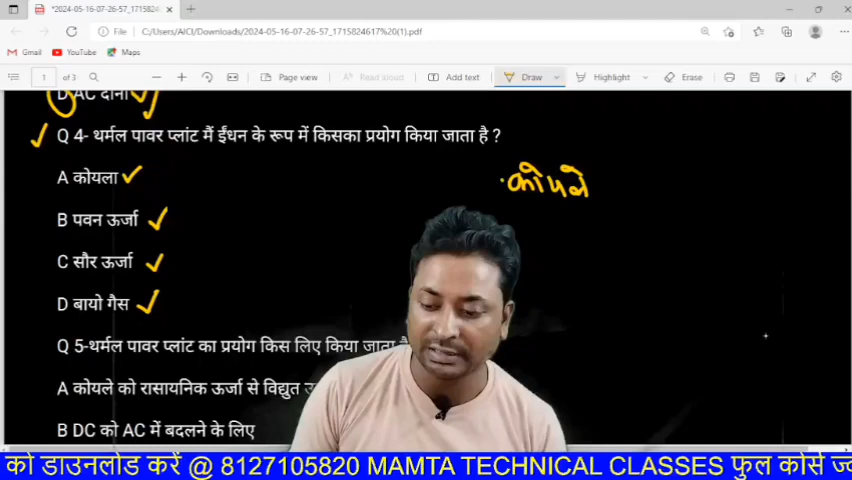 *2024-05-16-07-26-57_1715824
File C:/Users/AICI/Downloads/2024-05-16-07-26-57_1715824617%20(1).pdf
Gmail YouTube Maps
1 of 3 Page view Read aloud Add text Draw Highlight Erase
D AC दोनों
Q 4- थर्मल पावर प्लांट मैं ईंधन के रूप में किसका प्रयोग किया जाता है ?
A कोयला
कोयले
B पवन ऊर्जा
C सौर ऊर्जा
D बायो गैस
Q 5-थर्मल पावर प्लांट का प्रयोग किस लिए किया जाता
A कोयले को रासायनिक ऊर्जा से विद्युत
B DC को AC में बदलने के लिए
को डाउनलोड करें @ 8127105820 MAMTA TECHNICAL CLASSES फुल कोर्स